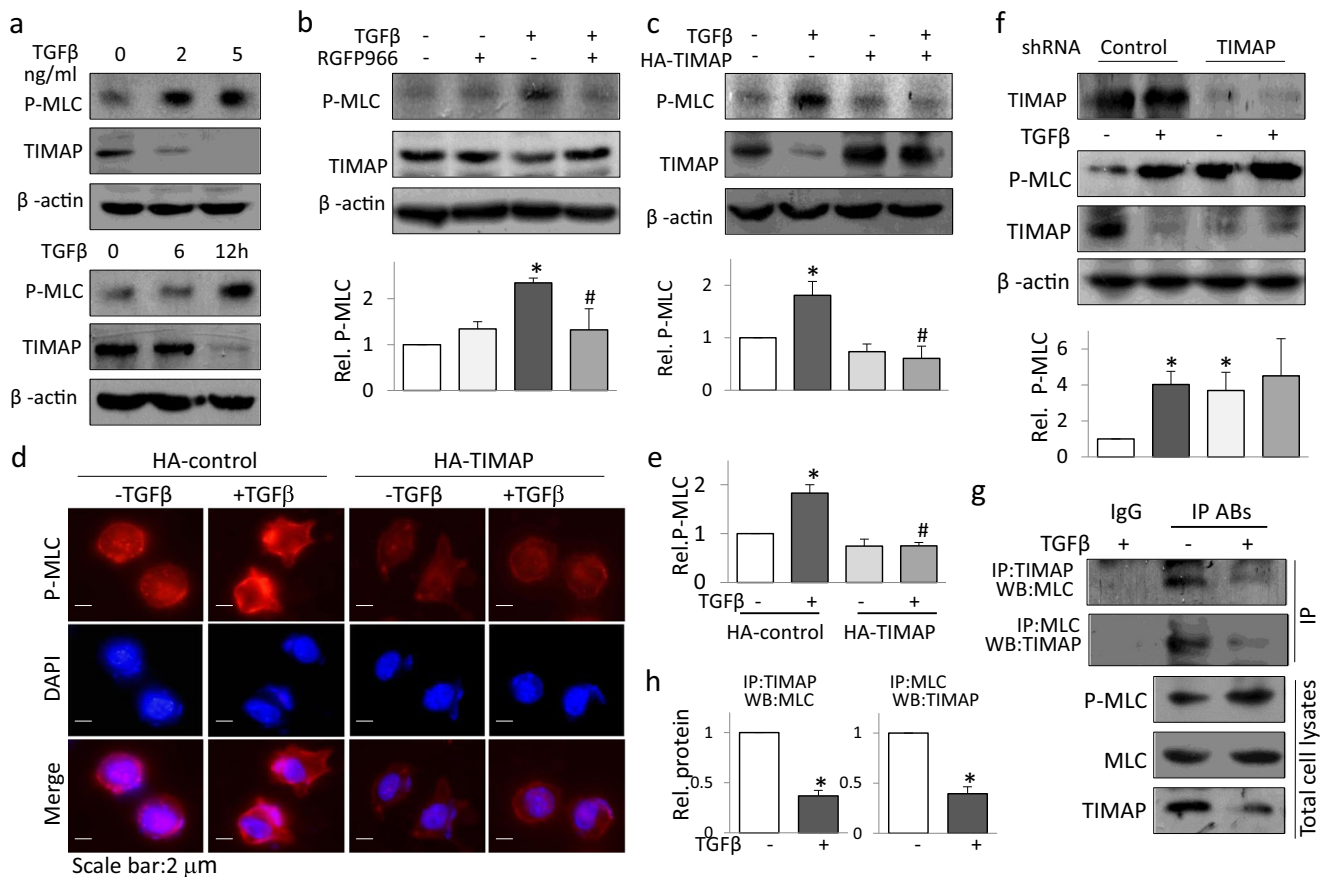 a
TGFβ 0 2 5
ng/ml
P-MLC
TIMAP
β -actin
TGFβ 0 6 12h
P-MLC
TIMAP
β -actin
b
TGFβ - - + +
RGFP966 - + - +
P-MLC
TIMAP
β -actin
Rel. P-MLC
2
1
0
*
#
c
TGFβ - + - +
HA-TIMAP - - + +
P-MLC
TIMAP
β -actin
Rel. P-MLC
2
1
0
*
#
d
HA-control HA-TIMAP
-TGFβ +TGFβ -TGFβ +TGFβ
P-MLC
DAPI
Merge
Scale bar:2 μm
e
Rel.P-MLC
2
1
0
*
#
TGFβ - + - +
HA-control HA-TIMAP
f
shRNA Control TIMAP
TIMAP
TGFβ - + - +
P-MLC
TIMAP
β -actin
Rel. P-MLC
8
6
4
2
0
* *
g
IgG IP ABs
TGFβ + - +
IP:TIMAP
WB:MLC
IP:MLC
WB:TIMAP
IP
P-MLC
MLC
TIMAP
Total cell lysates
h
IP:TIMAP
WB:MLC
Rel. protein
1
0.5
0
*
TGFβ - +
IP:MLC
WB:TIMAP
1
0.5
0
*
- +